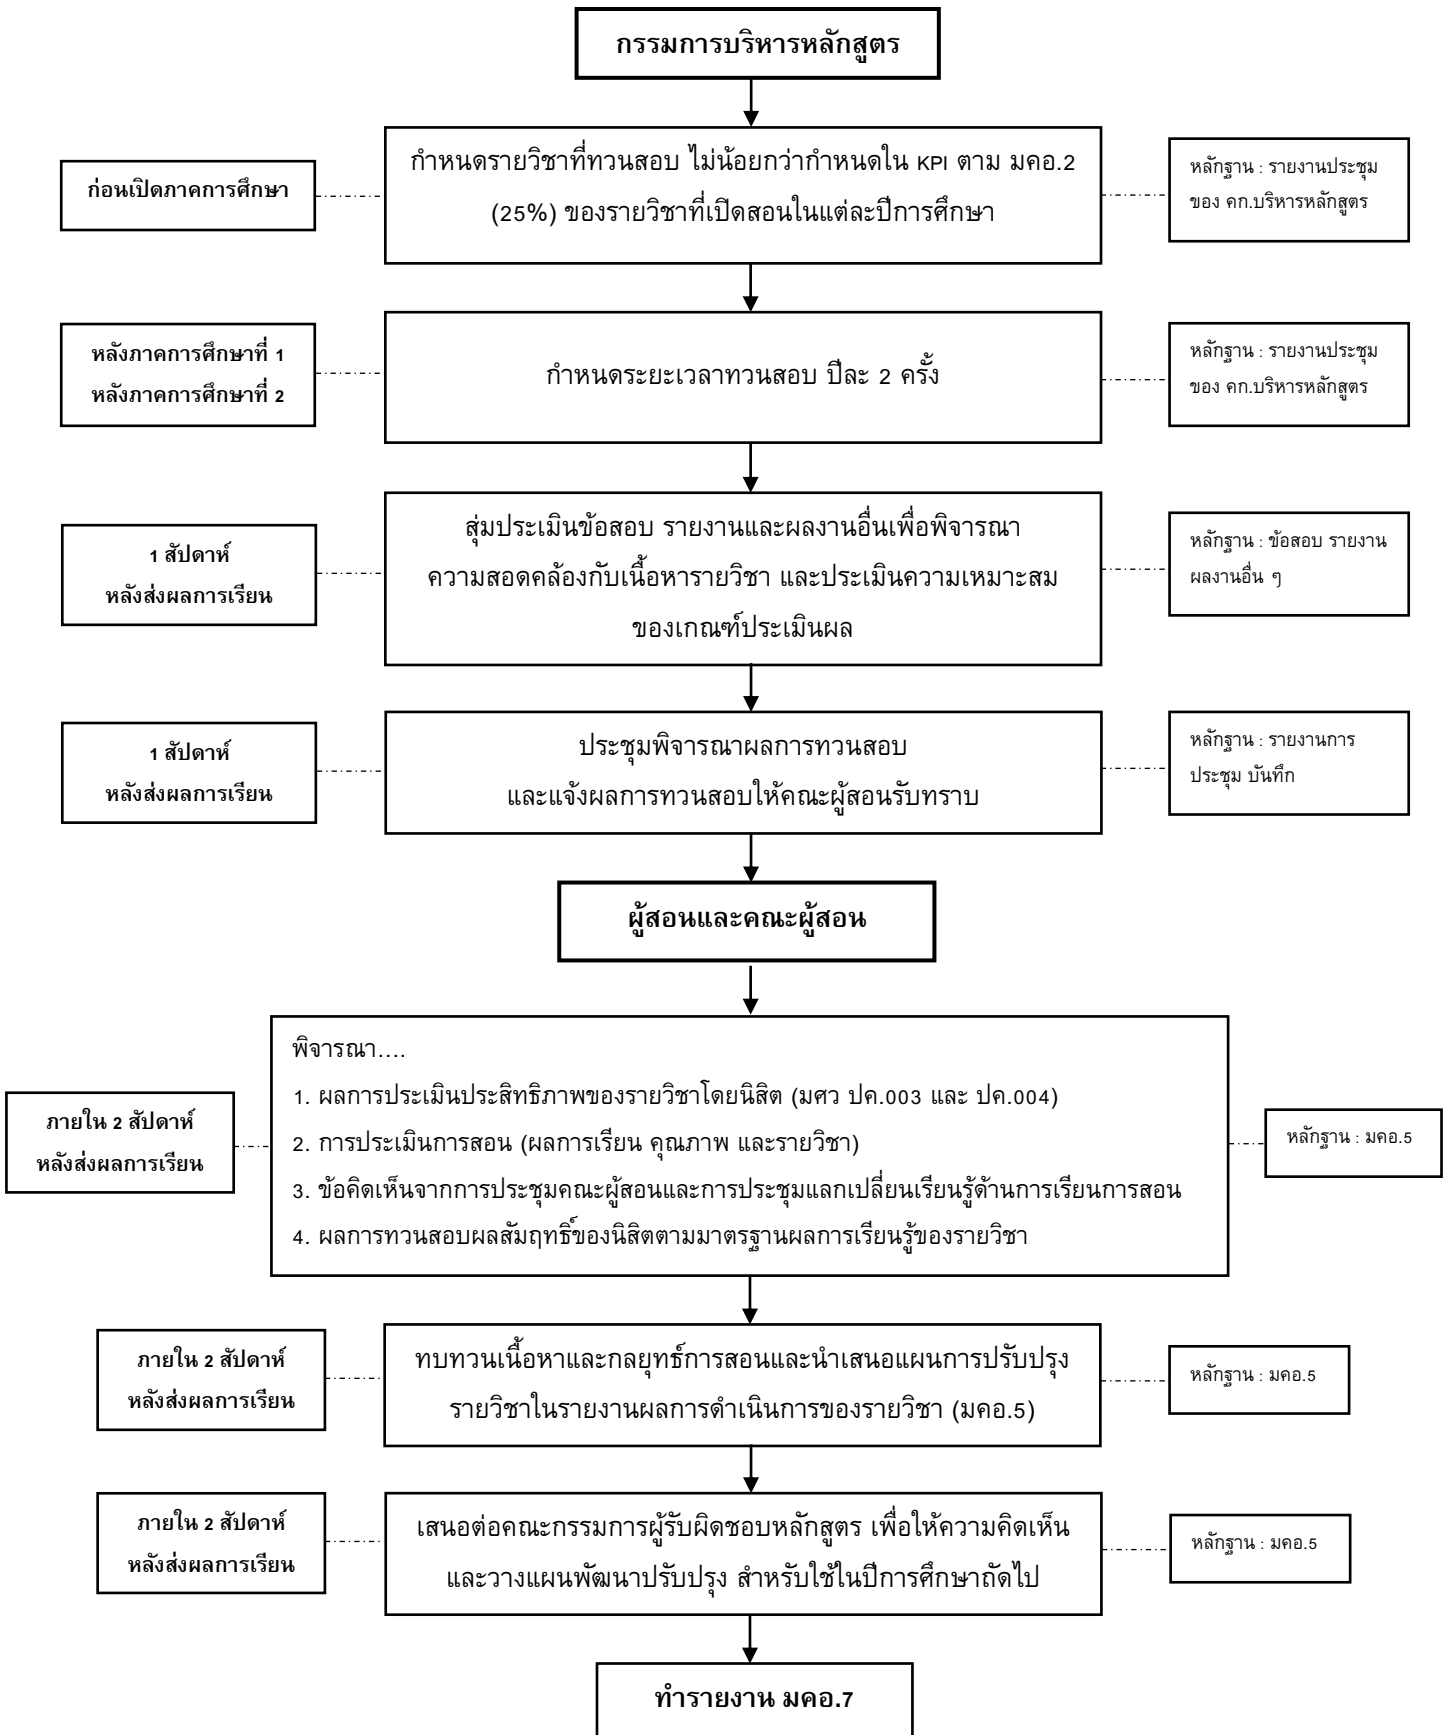 กรรมการบริหารหลักสูตร
ก่อนเปิดภาคการศึกษา
กำหนดรายวิชาที่ทวนสอบ ไม่น้อยกว่ากำหนดใน KPI ตาม มคอ.2
(25%) ของรายวิชาที่เปิดสอนในแต่ละปีการศึกษา
หลักฐาน : รายงานประชุม
ของ คก.บริหารหลักสูตร
หลังภาคการศึกษาที่ 1
หลังภาคการศึกษาที่ 2
กำหนดระยะเวลาทวนสอบ ปีละ 2 ครั้ง
หลักฐาน : รายงานประชุม
ของ คก.บริหารหลักสูตร
1 สัปดาห์
หลังส่งผลการเรียน
สุ่มประเมินข้อสอบ รายงานและผลงานอื่นเพื่อพิจารณา
ความสอดคล้องกับเนื้อหารายวิชา และประเมินความเหมาะสม
ของเกณฑ์ประเมินผล
หลักฐาน : ข้อสอบ รายงาน
ผลงานอื่น ๆ
1 สัปดาห์
หลังส่งผลการเรียน
ประชุมพิจารณาผลการทวนสอบ
และแจ้งผลการทวนสอบให้คณะผู้สอนรับทราบ
หลักฐาน : รายงานการ
ประชุม บันทึก
ผู้สอนและคณะผู้สอน
ภายใน 2 สัปดาห์
หลังส่งผลการเรียน
พิจารณา....
1. ผลการประเมินประสิทธิภาพของรายวิชาโดยนิสิต (มศว ปค.003 และ ปค.004)
2. การประเมินการสอน (ผลการเรียน คุณภาพ และรายวิชา)
3. ข้อคิดเห็นจากการประชุมคณะผู้สอนและการประชุมแลกเปลี่ยนเรียนรู้ด้านการเรียนการสอน
4. ผลการทวนสอบผลสัมฤทธิ์ของนิสิตตามมาตรฐานผลการเรียนรู้ของรายวิชา
หลักฐาน : มคอ.5
ภายใน 2 สัปดาห์
หลังส่งผลการเรียน
ทบทวนเนื้อหาและกลยุทธ์การสอนและนำเสนอแผนการปรับปรุง
รายวิชาในรายงานผลการดำเนินการของรายวิชา (มคอ.5)
หลักฐาน : มคอ.5
ภายใน 2 สัปดาห์
หลังส่งผลการเรียน
เสนอต่อคณะกรรมการผู้รับผิดชอบหลักสูตร เพื่อให้ความคิดเห็น
และวางแผนพัฒนาปรับปรุง สำหรับใช้ในปีการศึกษาถัดไป
หลักฐาน : มคอ.5
ทำรายงาน มคอ.7